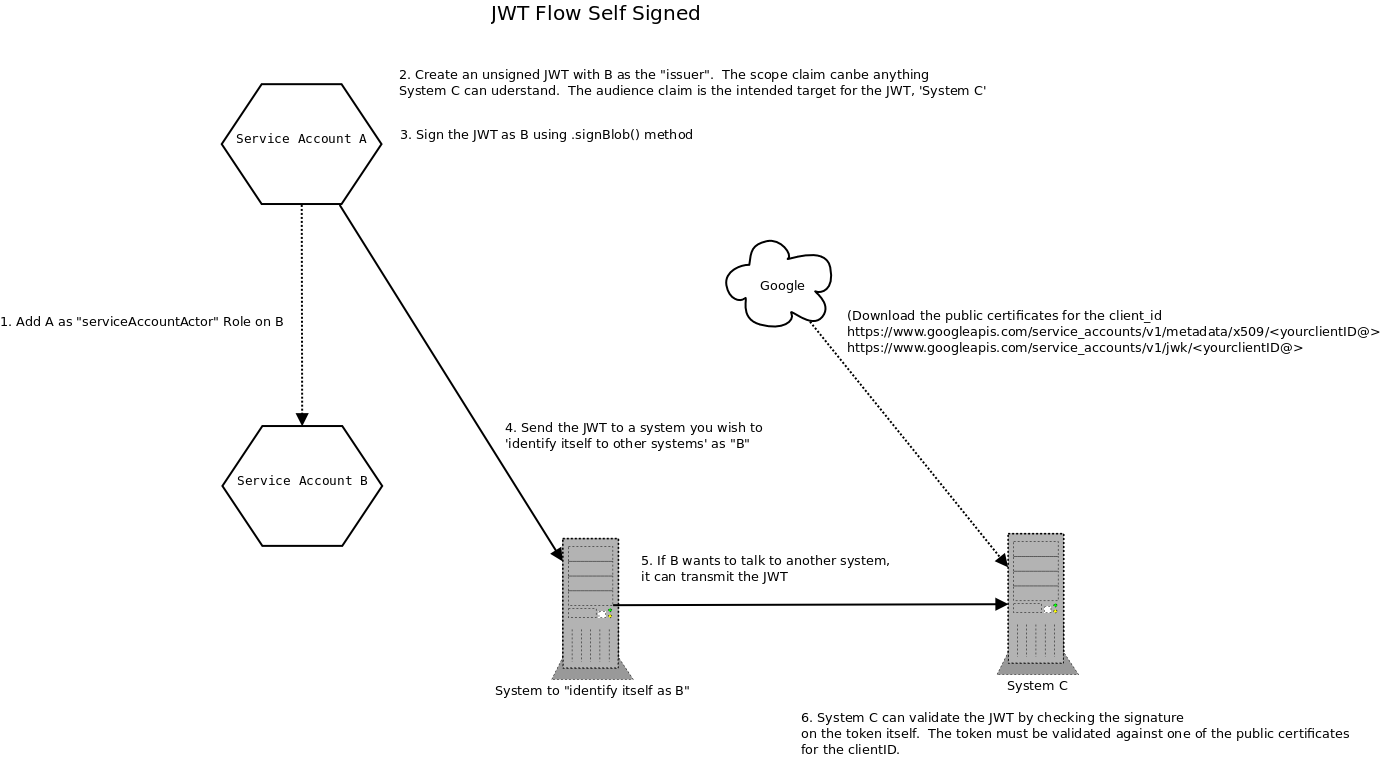 JWT Flow Self Signed
2. Create an unsigned JWT with B as the "issuer".  The scope claim canbe anything
System C can uderstand.  The audience claim is the intended target for the JWT, 'System C'
3. Sign the JWT as B using .signBlob() method
Service Account A
1. Add A as "serviceAccountActor" Role on B
Google
(Download the public certificates for the client_id
https://www.googleapis.com/service_accounts/v1/metadata/x509/<yourclientID@>
https://www.googleapis.com/service_accounts/v1/jwk/<yourclientID@>
Service Account B
4. Send the JWT to a system you wish to
'identify itself to other systems' as "B"
5. If B wants to talk to another system,
it can transmit the JWT
System to "identify itself as B"
System C
6. System C can validate the JWT by checking the signature
on the token itself.  The token must be validated against one of the public certificates
for the clientID.